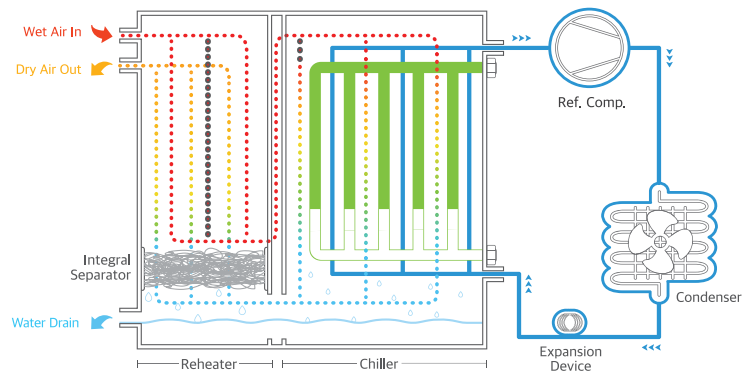 Wet Air In
Dry Air Out
Ref. Comp.
Integral
Separator
Condenser
Water Drain
Expansion
Device
Reheater
Chiller